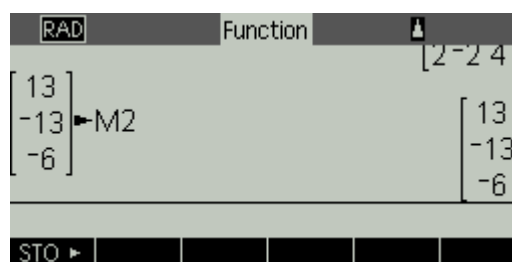 RAD Function
[2 -2 4
[13]
[-13]►M2
[-6]
[13
-13
-6
STO ►